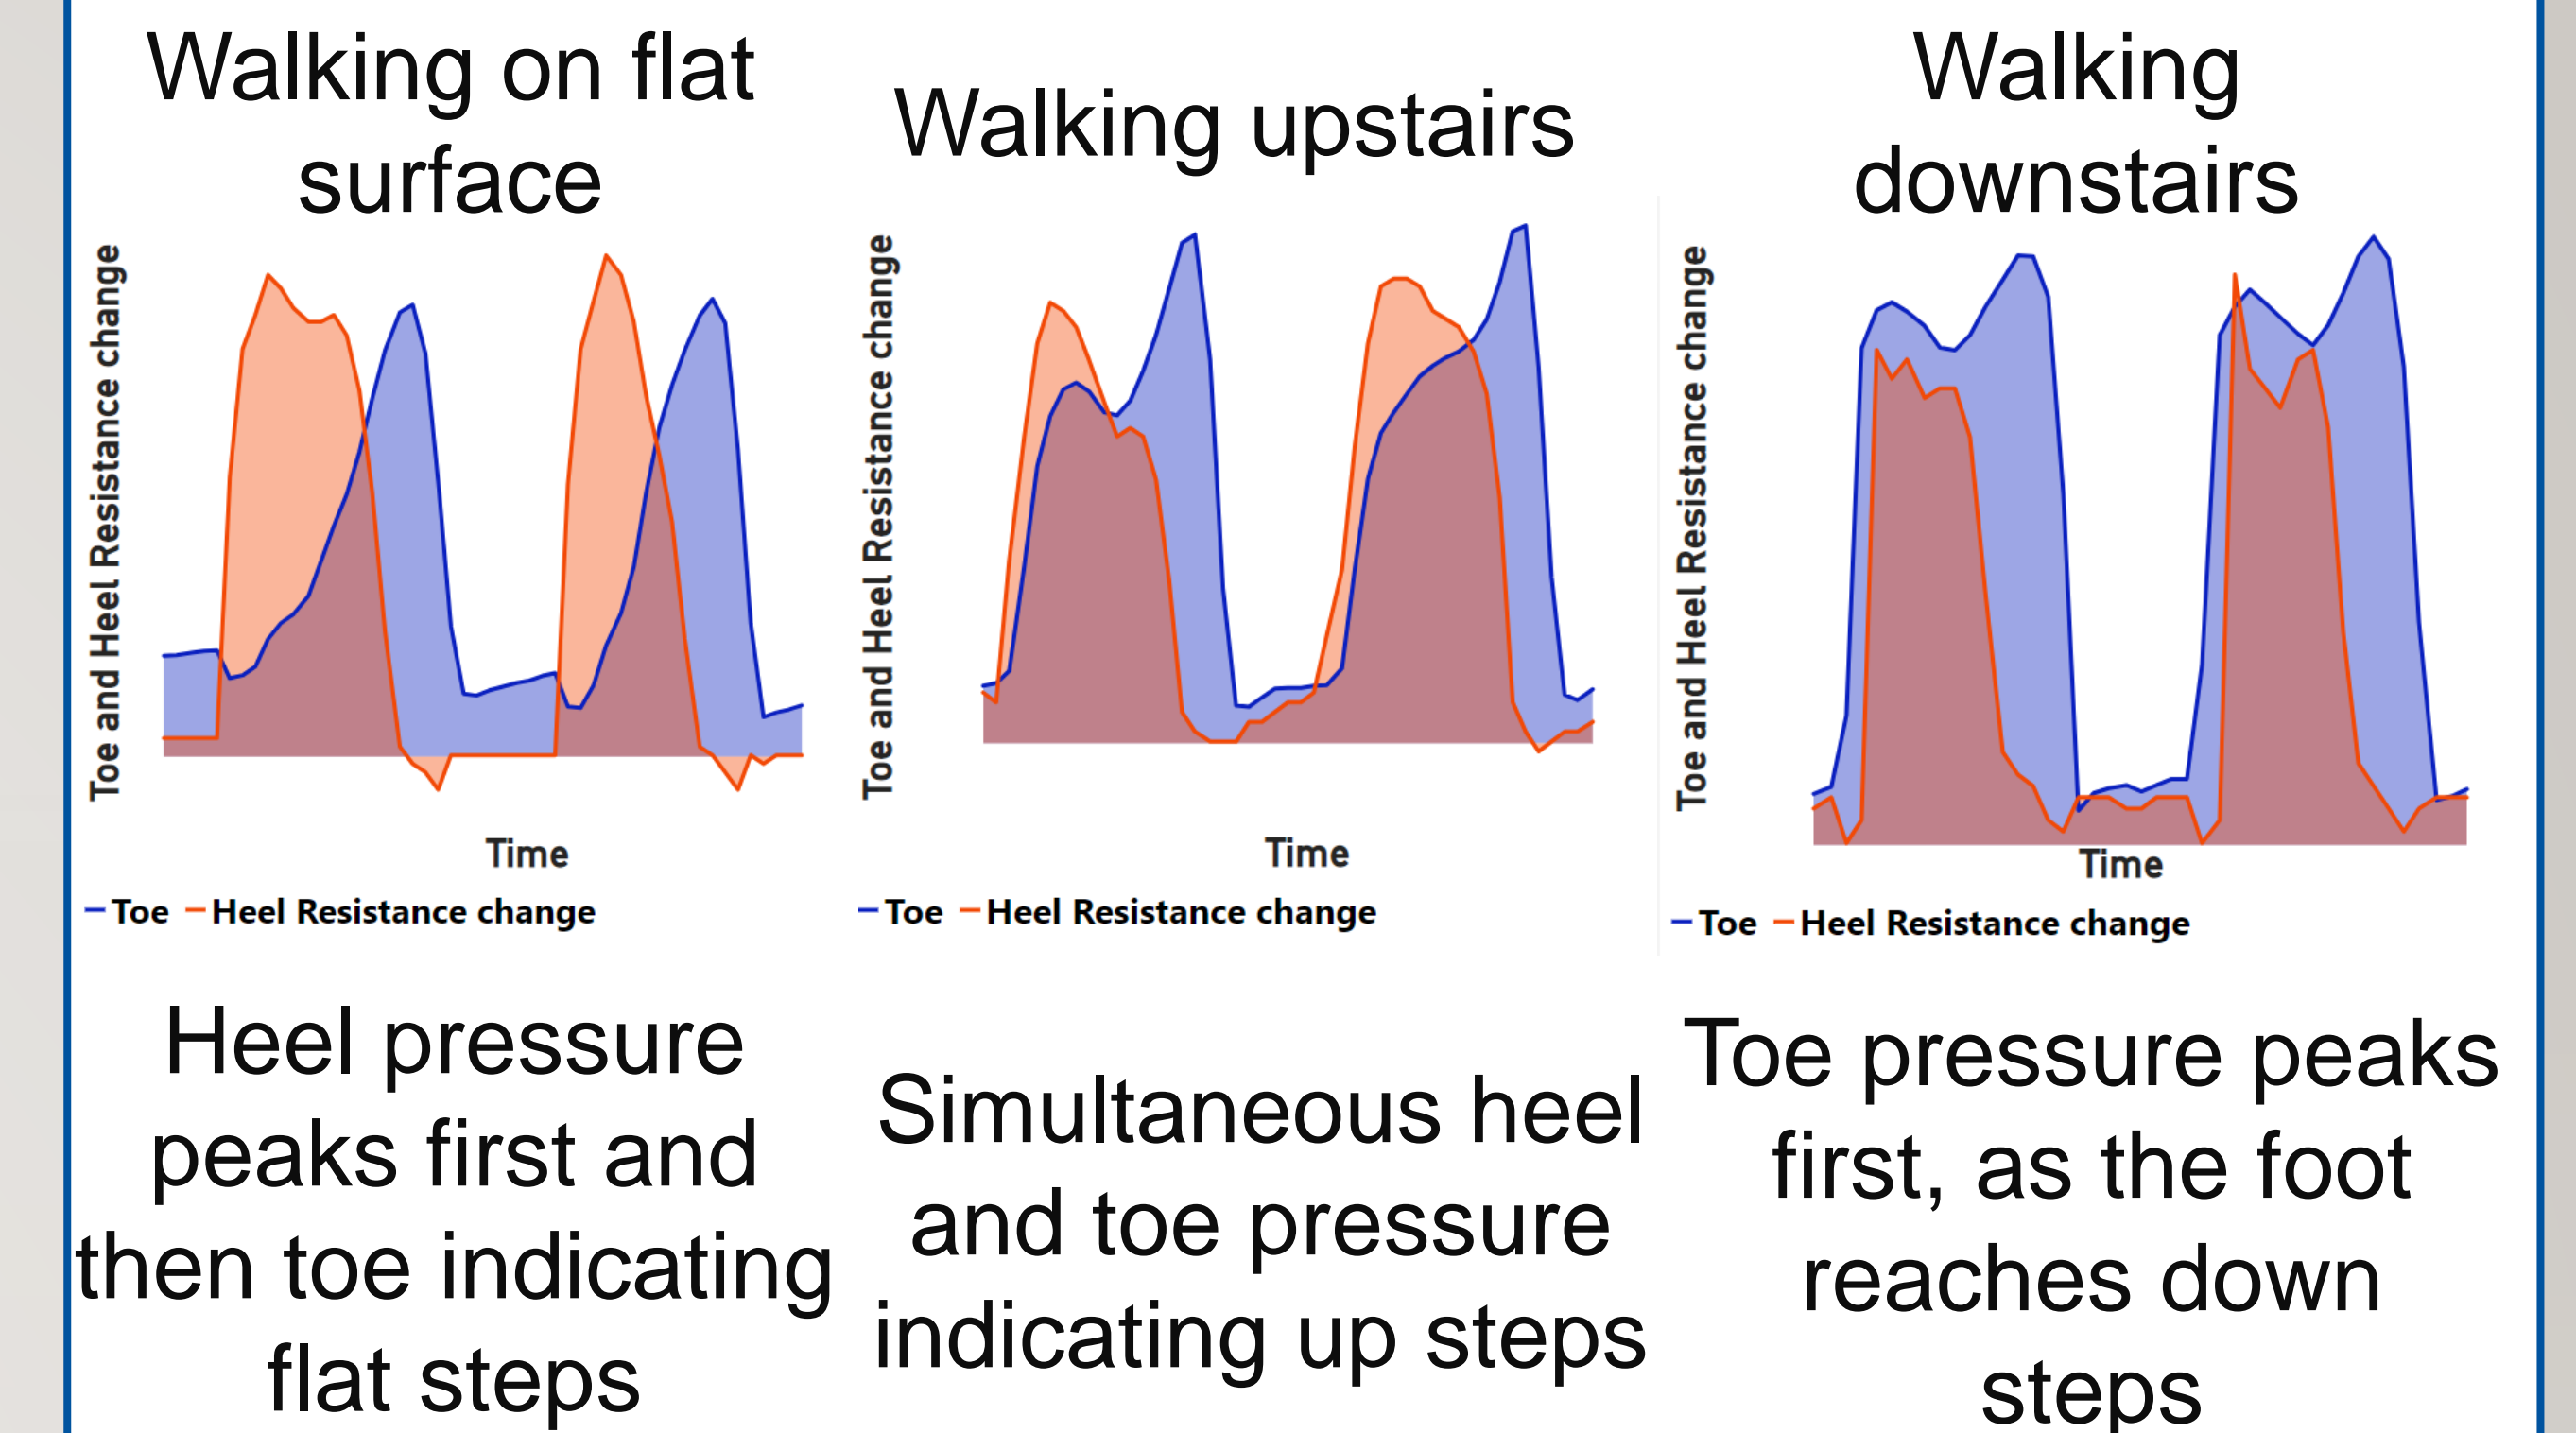 Walking on flat
surface
Toe and Heel Resistance change
Time
Toe Heel Resistance change
Heel pressure
peaks first and
then toe indicating
flat steps
Walking upstairs
Toe and Heel Resistance change
Time
Toe Heel Resistance change
Simultaneous heel
and toe pressure
indicating up steps
Walking
downstairs
Toe and Heel Resistance change
Time
Toe Heel Resistance change
Toe pressure peaks
first, as the foot
reaches down
steps